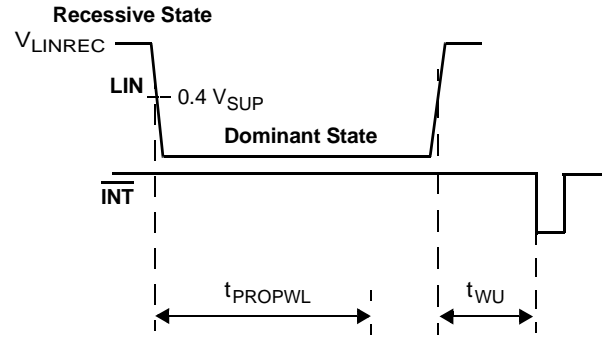 Recessive State
VLINREC
LIN
0.4 VSUP
Dominant State
INT
tPROPWL
tWU